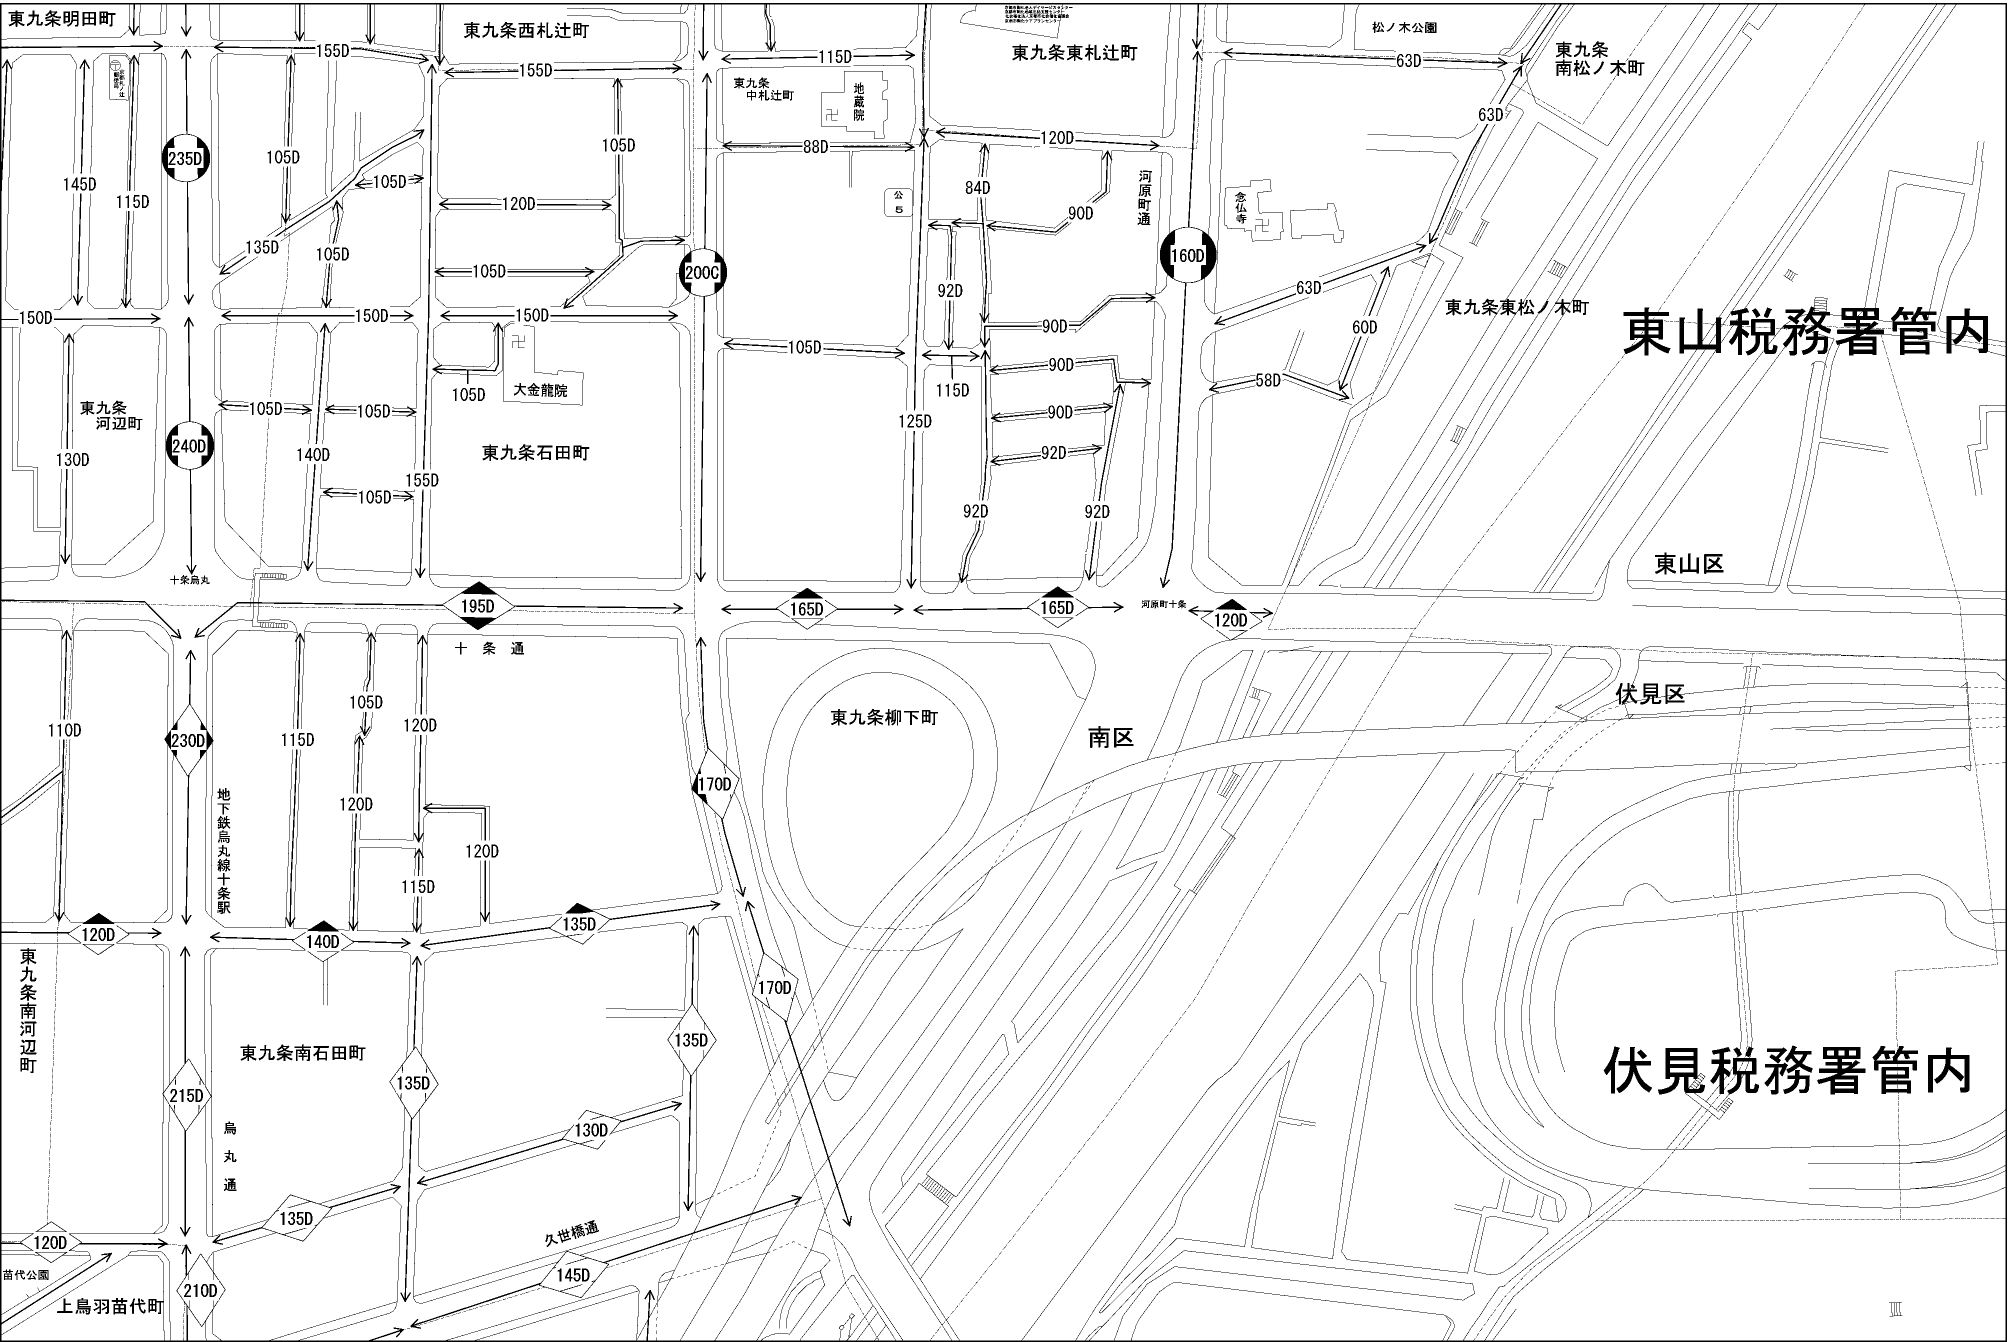 東九条明田町
東九条西札辻町
東九条東札辻町
松ノ木公園
東九条
南松ノ木町
155D
155D
115D
63D
東九条
中札辻町
地蔵院
63D
235D
105D
105D
88D
120D
145D
115D
105D
120D
84D
90D
河原町通
公
5
念仏寺
135D
105D
105D
200C
92D
160D
63D
東九条東松ノ木町
東山税務署管内
150D
150D
150D
90D
60D
105D
90D
115D
58D
105D
大金龍院
東九条
河辺町
105D
105D
90D
125D
240D
130D
140D
155D
東九条石田町
92D
105D
92D
92D
東山区
十条烏丸
195D
165D
165D
河原町十条
120D
十条通
110D
230D
115D
105D
120D
東九条柳下町
南区
伏見区
170D
地下鉄烏丸線十条駅
120D
120D
115D
120D
140D
135D
東九条南河辺町
170D
東九条南石田町
135D
135D
215D
伏見税務署管内
烏丸通
130D
135D
久世橋通
120D
145D
苗代公園
210D
上鳥羽苗代町